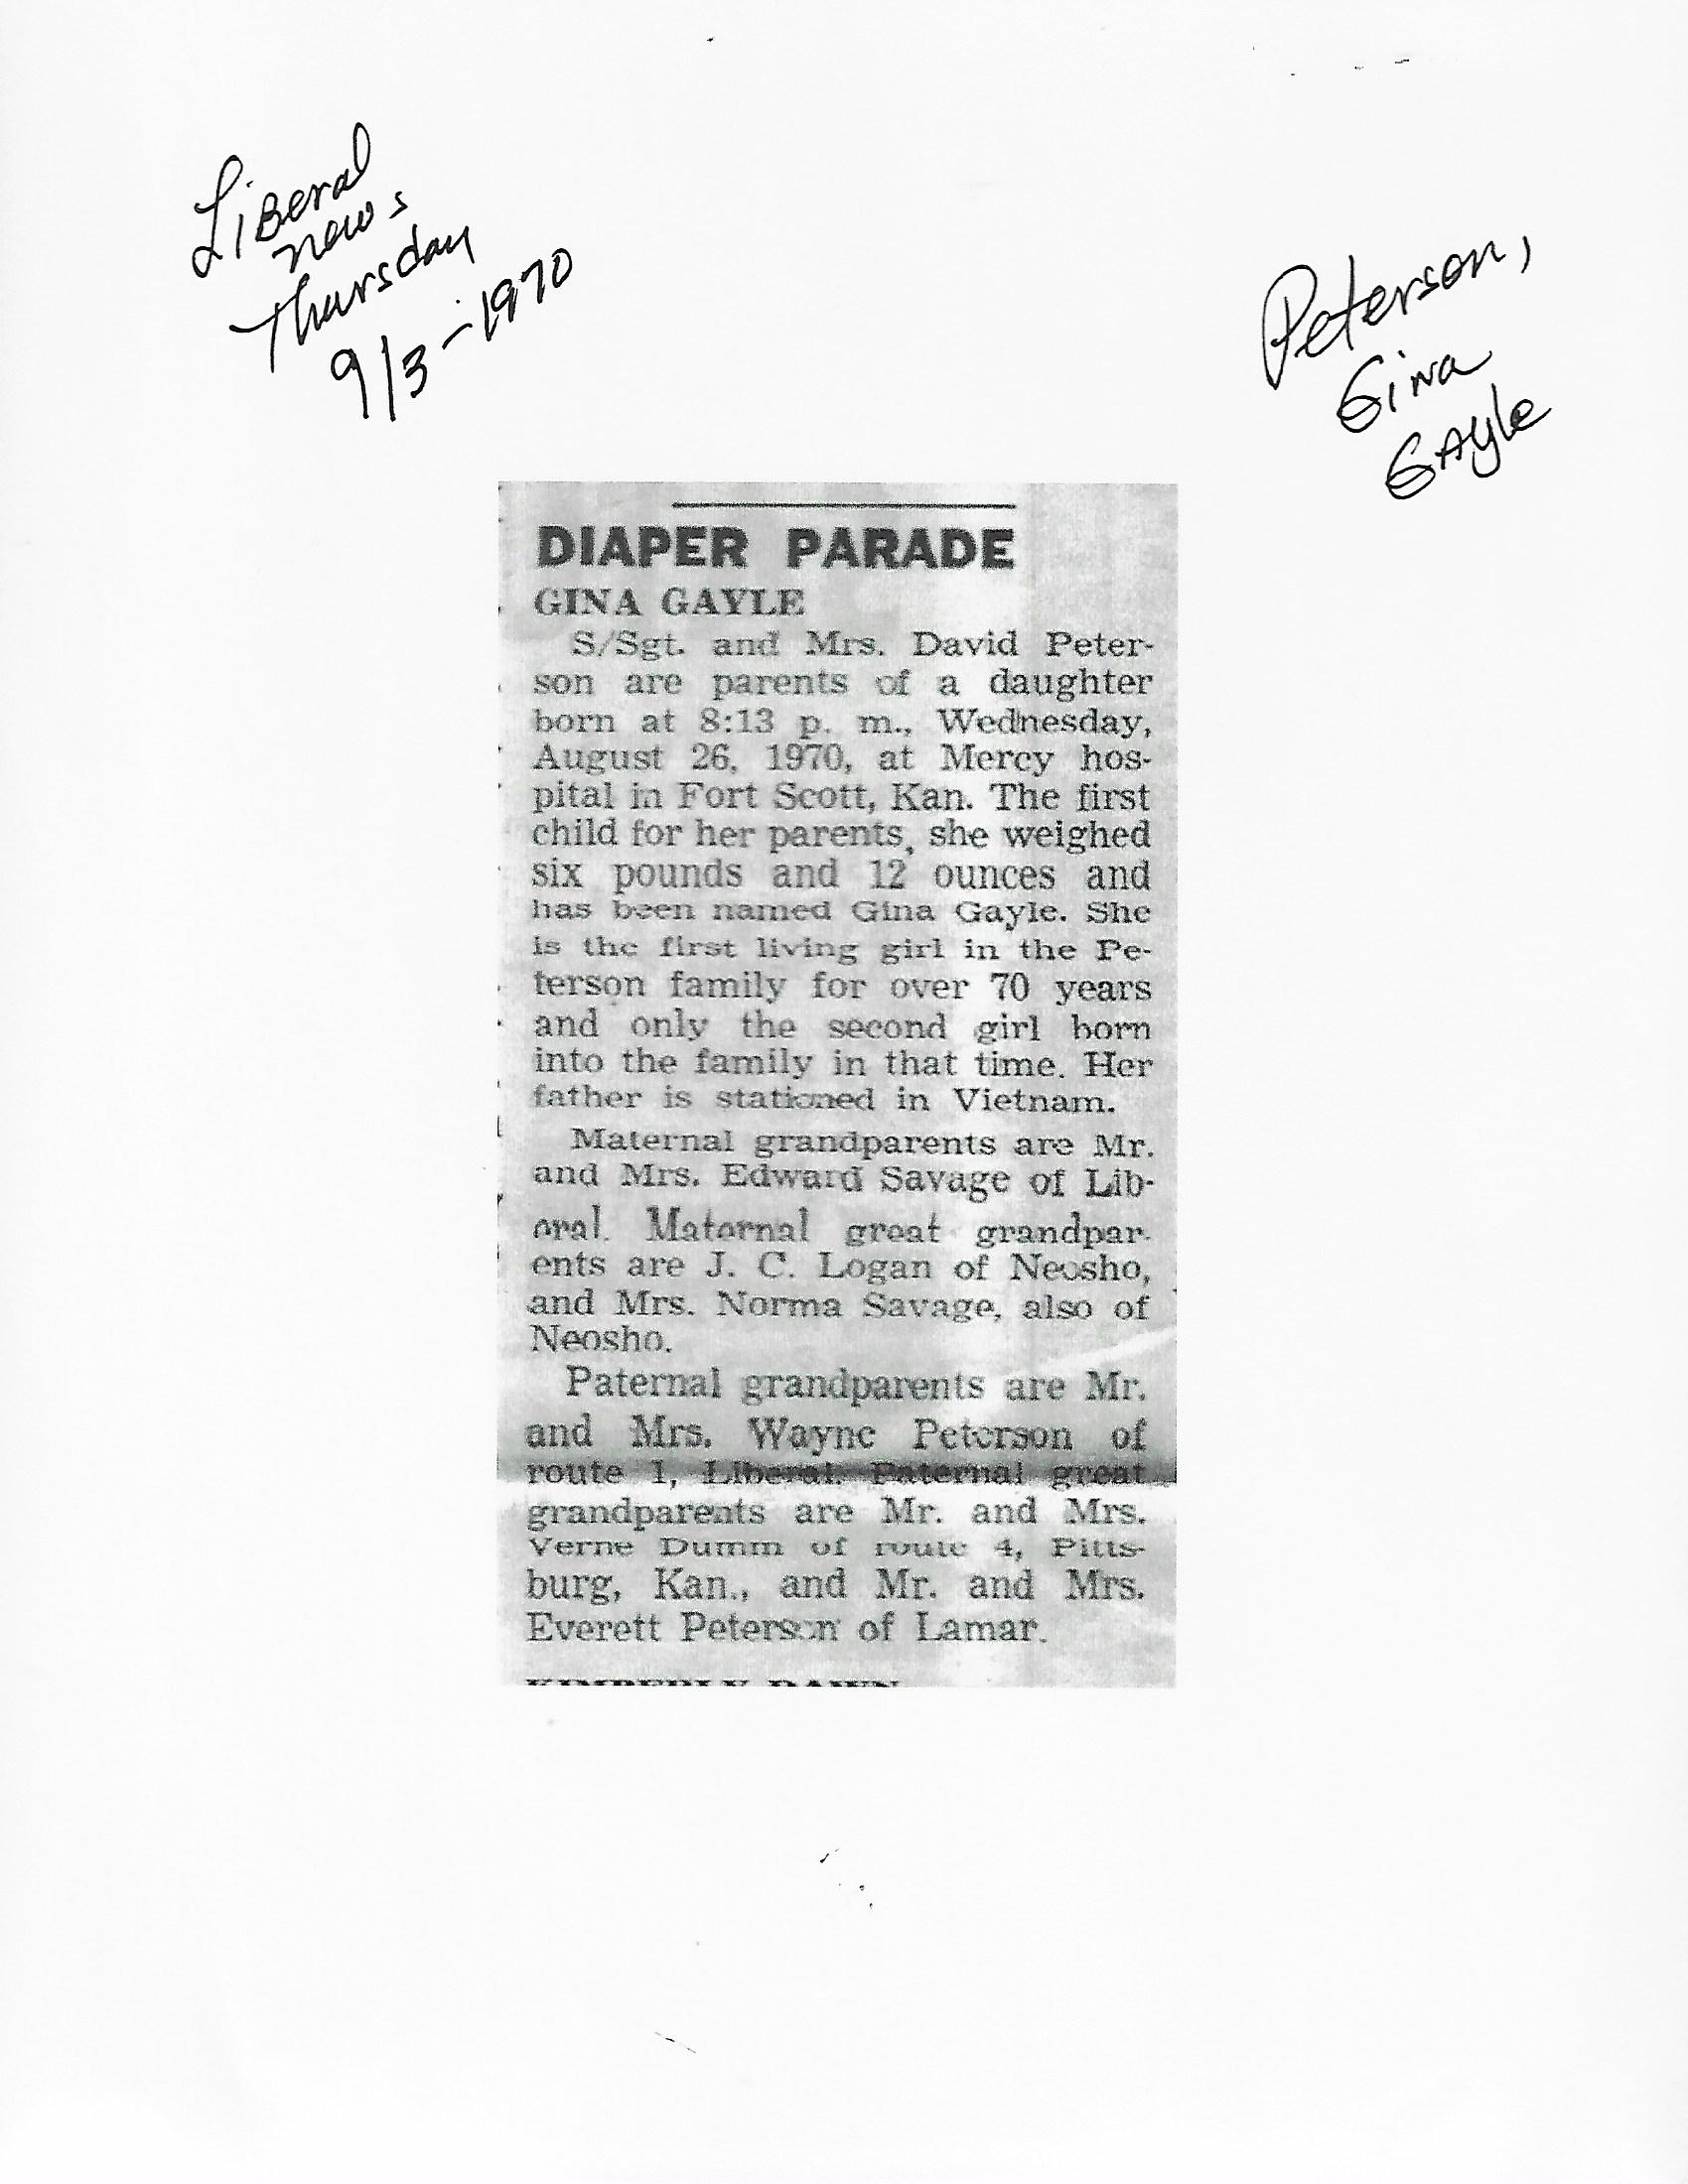 LiBeral
news
Thursday
9/3-1970
Peterson,
Gina
GAyle
DIAPER PARADE
GINA GAYLE
S/Sgt. and Mrs. David Peter-
son are parents of a daughter
born at 8:13 p. m., Wednesday,
August 26, 1970, at Mercy hos-
pital in Fort Scott, Kan. The first
child for her parents, she weighed
six pounds and 12 ounces and
has been named Gina Gayle. She
is the first living girl in the Pe-
terson family for over 70 years
and only the second girl born
into the family in that time. Her
father is stationed in Vietnam.
Maternal grandparents are Mr.
and Mrs. Edward Savage of Lib-
eral. Maternal great grandpar-
ents are J. C. Logan of Neosho,
and Mrs. Norma Savage, also of
Neosho.
Paternal grandparents are Mr.
and Mrs. Wayne Peterson of
route 1, Liberal. Paternal great
grandparents are Mr. and Mrs.
Verne Dumm of route 4, Pitts-
burg, Kan., and Mr. and Mrs.
Everett Peterson of Lamar.
KIMBERLY DAWN